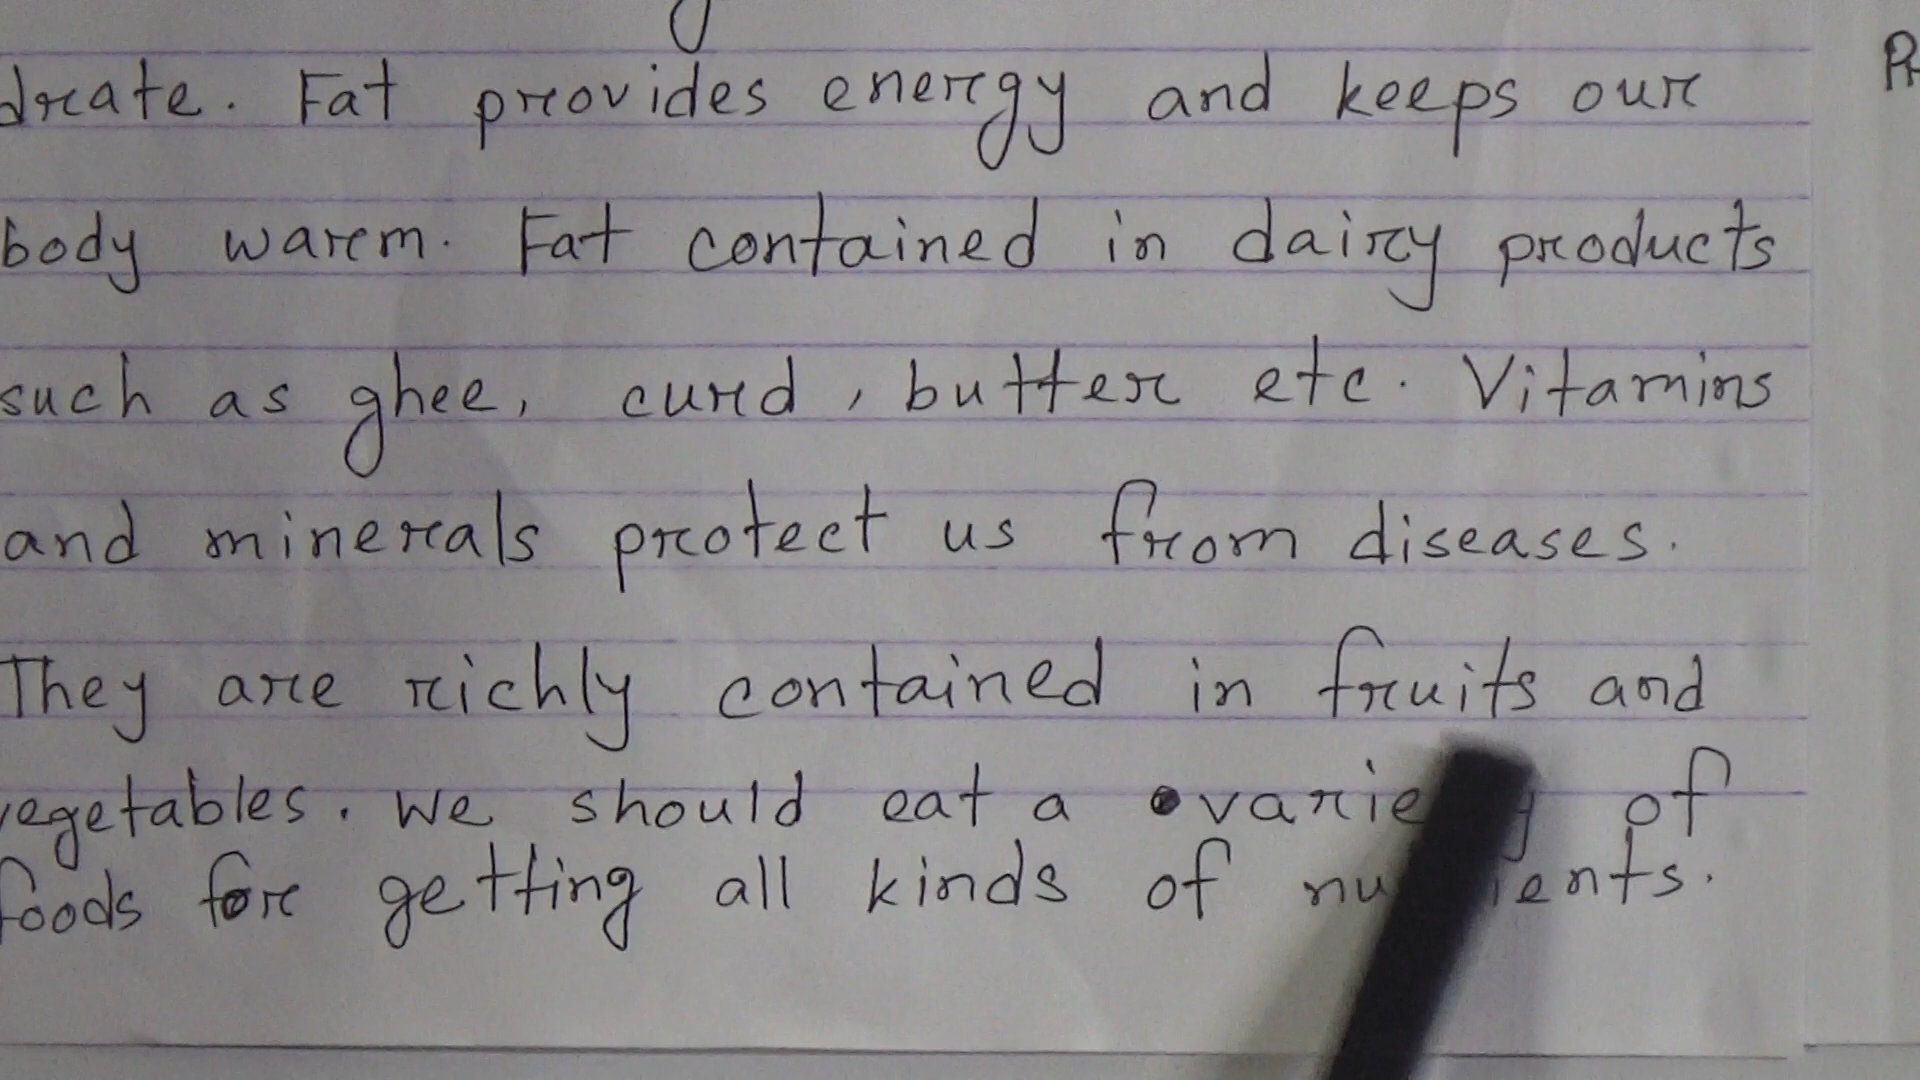 drate. Fat provides energy and keeps our
body warm. Fat contained in dairy products
such as ghee, curd, butter etc. Vitamins
and minerals protect us from diseases.
They are richly contained in fruits and
vegetables. We should eat a of
foods for getting all kinds of